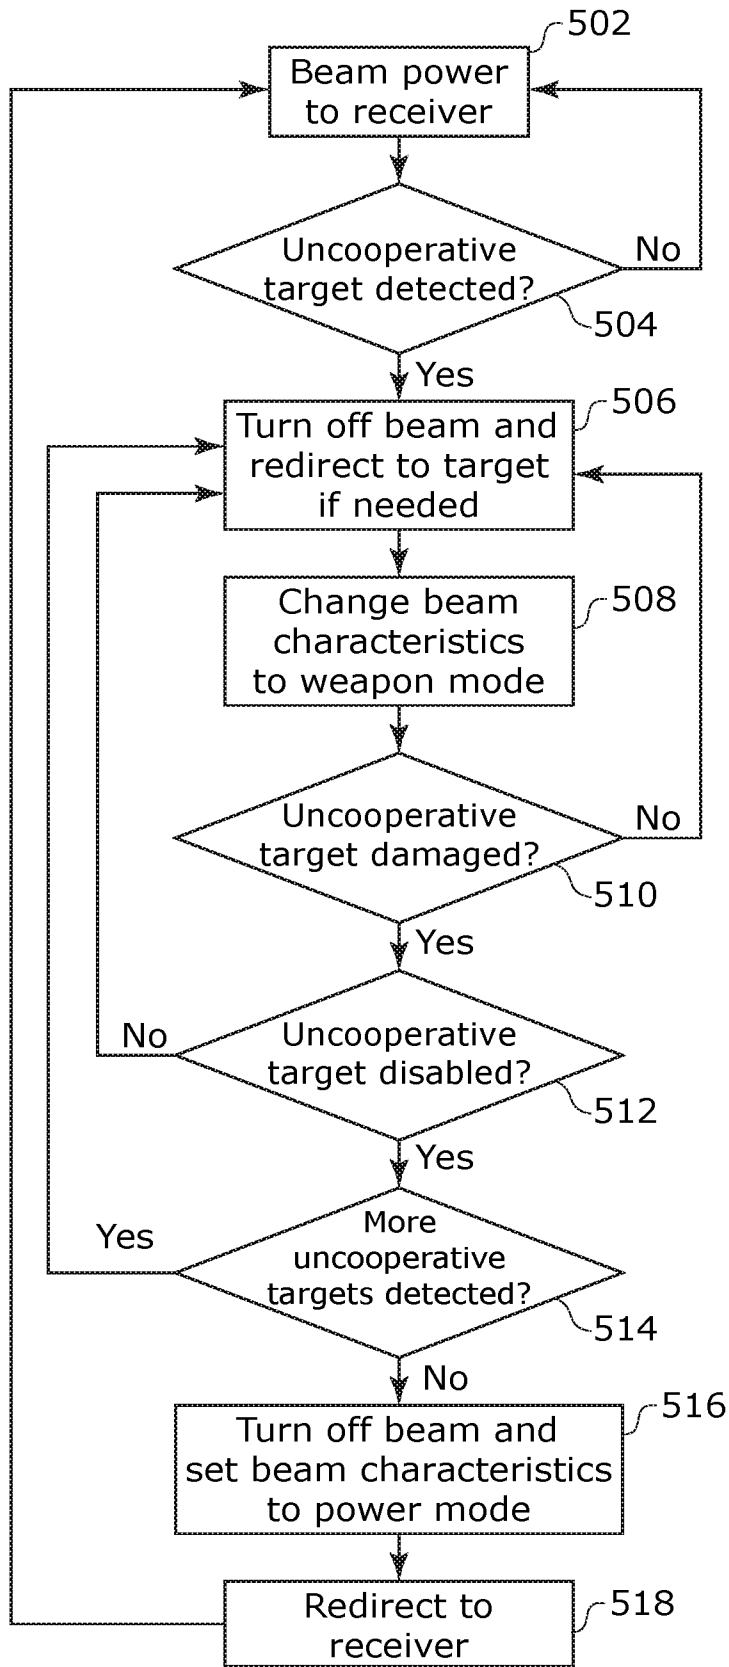 502
Beam power
to receiver
Uncooperative
target detected?
No
504
Yes
506
Turn off beam and
redirect to target
if needed
508
Change beam
characteristics
to weapon mode
Uncooperative
target damaged?
No
510
Yes
No
Uncooperative
target disabled?
512
Yes
Yes
More
uncooperative
targets detected?
514
No
516
Turn off beam and
set beam characteristics
to power mode
518
Redirect to
receiver